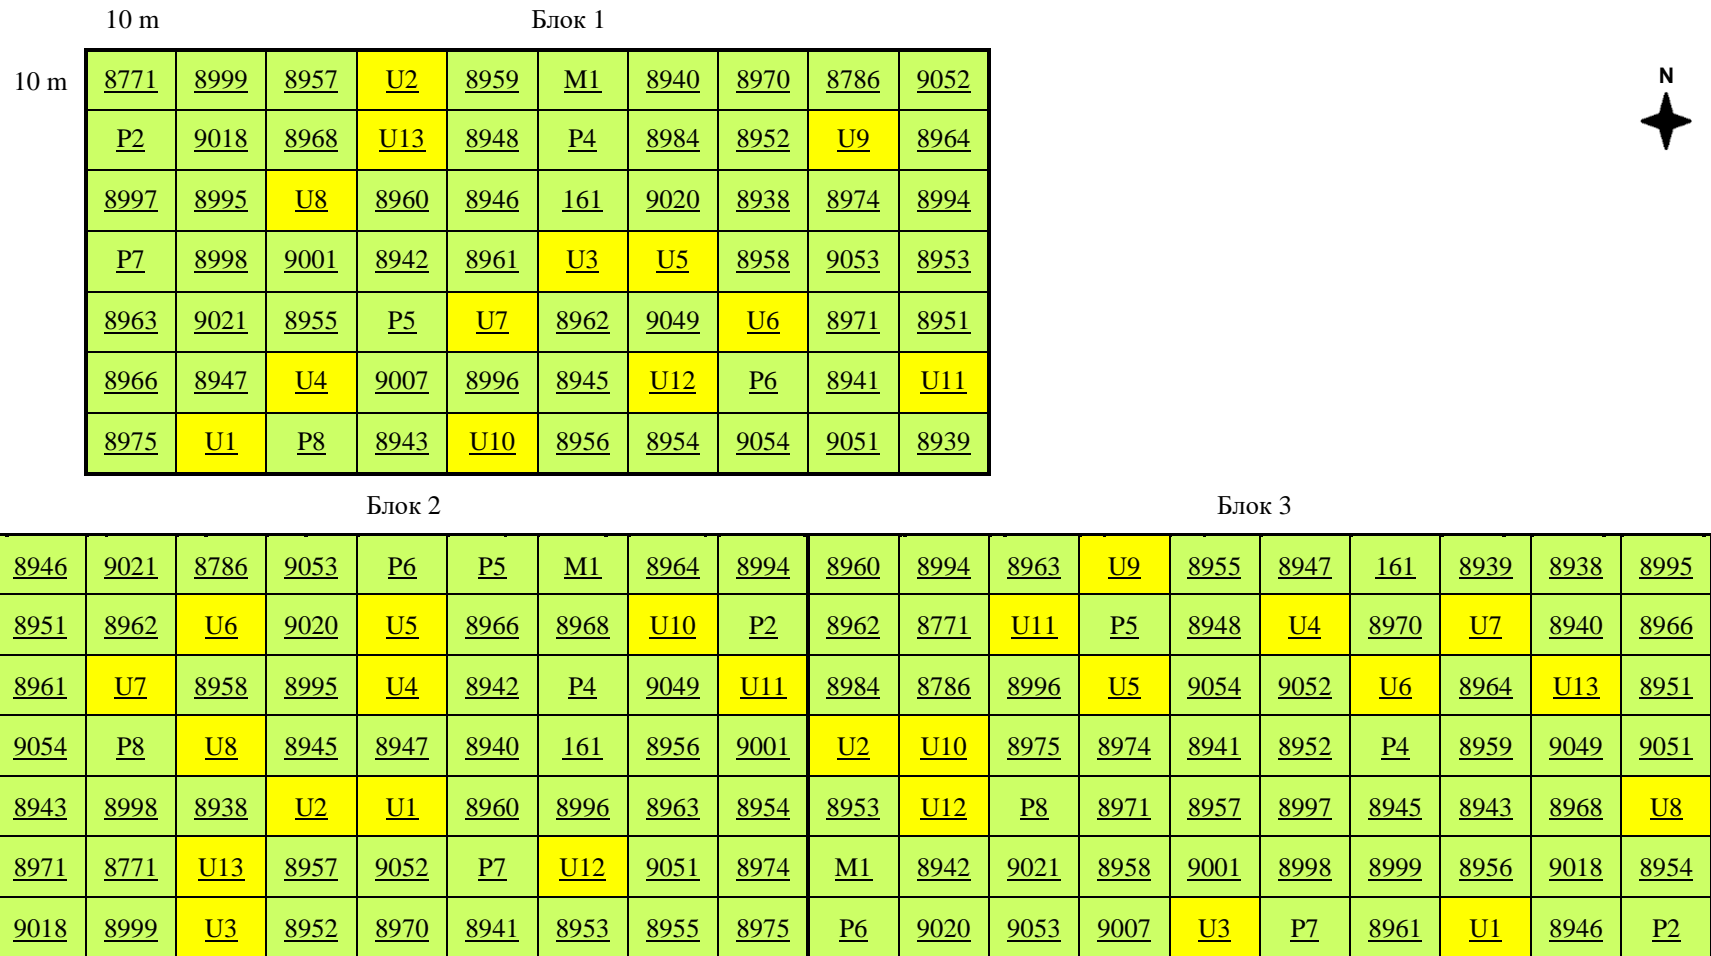 10 m Блок 1
10 m 8771 8999 8957 U2 8959 M1 8940 8970 8786 9052 N
P2 9018 8968 U13 8948 P4 8984 8952 U9 8964
8997 8995 U8 8960 8946 161 9020 8938 8974 8994
P7 8998 9001 8942 8961 U3 U5 8958 9053 8953
8963 9021 8955 P5 U7 8962 9049 U6 8971 8951
8966 8947 U4 9007 8996 8945 U12 P6 8941 U11
8975 U1 P8 8943 U10 8956 8954 9054 9051 8939
Блок 2 Блок 3
8946 9021 8786 9053 P6 P5 M1 8964 8994 8960 8994 8963 U9 8955 8947 161 8939 8938 8995
8951 8962 U6 9020 U5 8966 8968 U10 P2 8962 8771 U11 P5 8948 U4 8970 U7 8940 8966
8961 U7 8958 8995 U4 8942 P4 9049 U11 8984 8786 8996 U5 9054 9052 U6 8964 U13 8951
9054 P8 U8 8945 8947 8940 161 8956 9001 U2 U10 8975 8974 8941 8952 P4 8959 9049 9051
8943 8998 8938 U2 U1 8960 8996 8963 8954 8953 U12 P8 8971 8957 8997 8945 8943 8968 U8
8971 8771 U13 8957 9052 P7 U12 9051 8974 M1 8942 9021 8958 9001 8998 8999 8956 9018 8954
9018 8999 U3 8952 8970 8941 8953 8955 8975 P6 9020 9053 9007 U3 P7 8961 U1 8946 P2